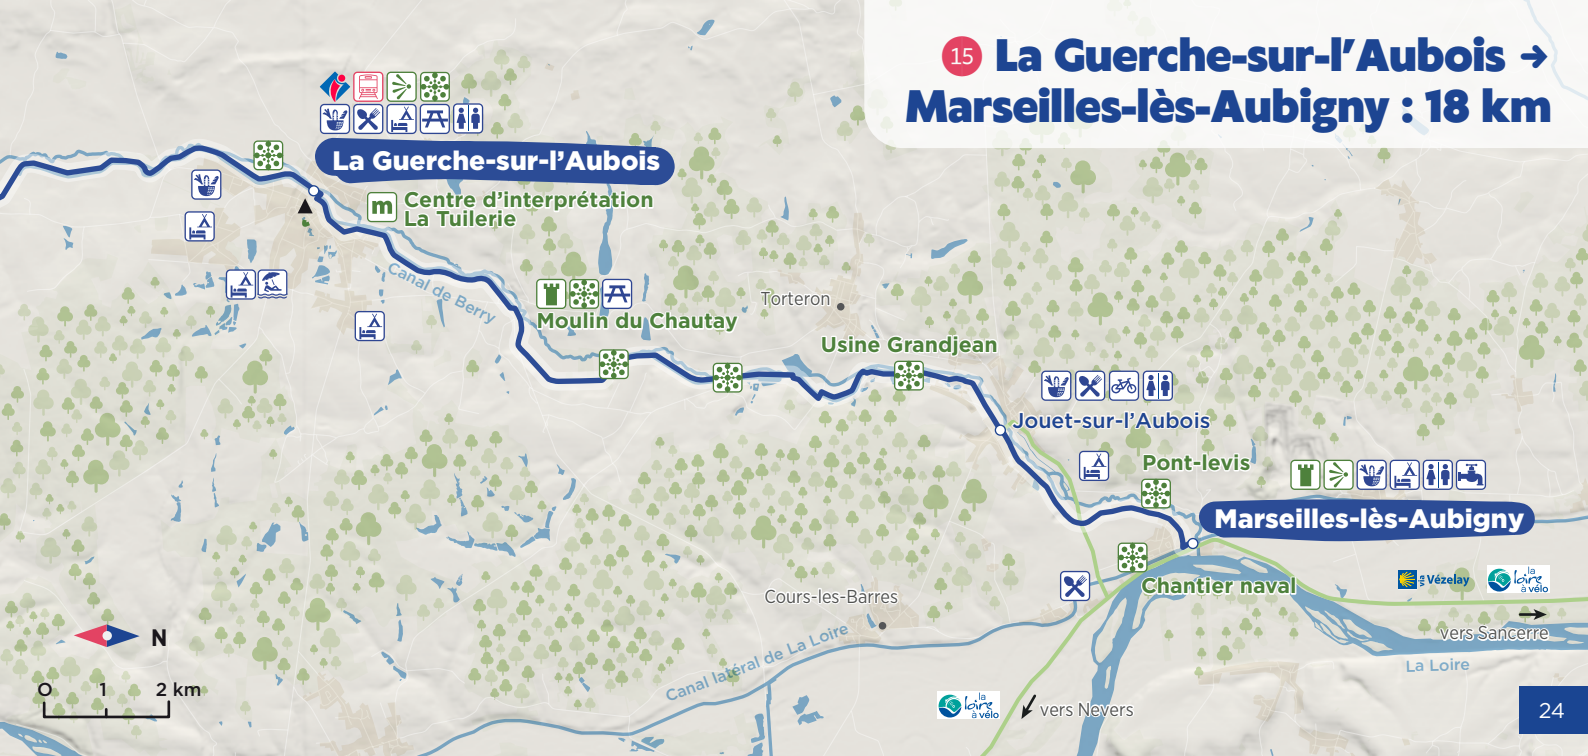 15 La Guerche-sur-l'Aubois →
Marseilles-lès-Aubigny : 18 km
La Guerche-sur-l'Aubois
m Centre d'interprétation
La Tuilerie
Canal de Berry
Moulin du Chautay
Torteron
Usine Grandjean
Jouet-sur-l'Aubois
Pont-levis
Marseilles-lès-Aubigny
Chantier naval
via Vézelay
la
loire
à vélo
vers Sancerre
La Loire
Cours-les-Barres
Canal latéral de La Loire
N
0 1 2 km
la
loire
à vélo
vers Nevers
24